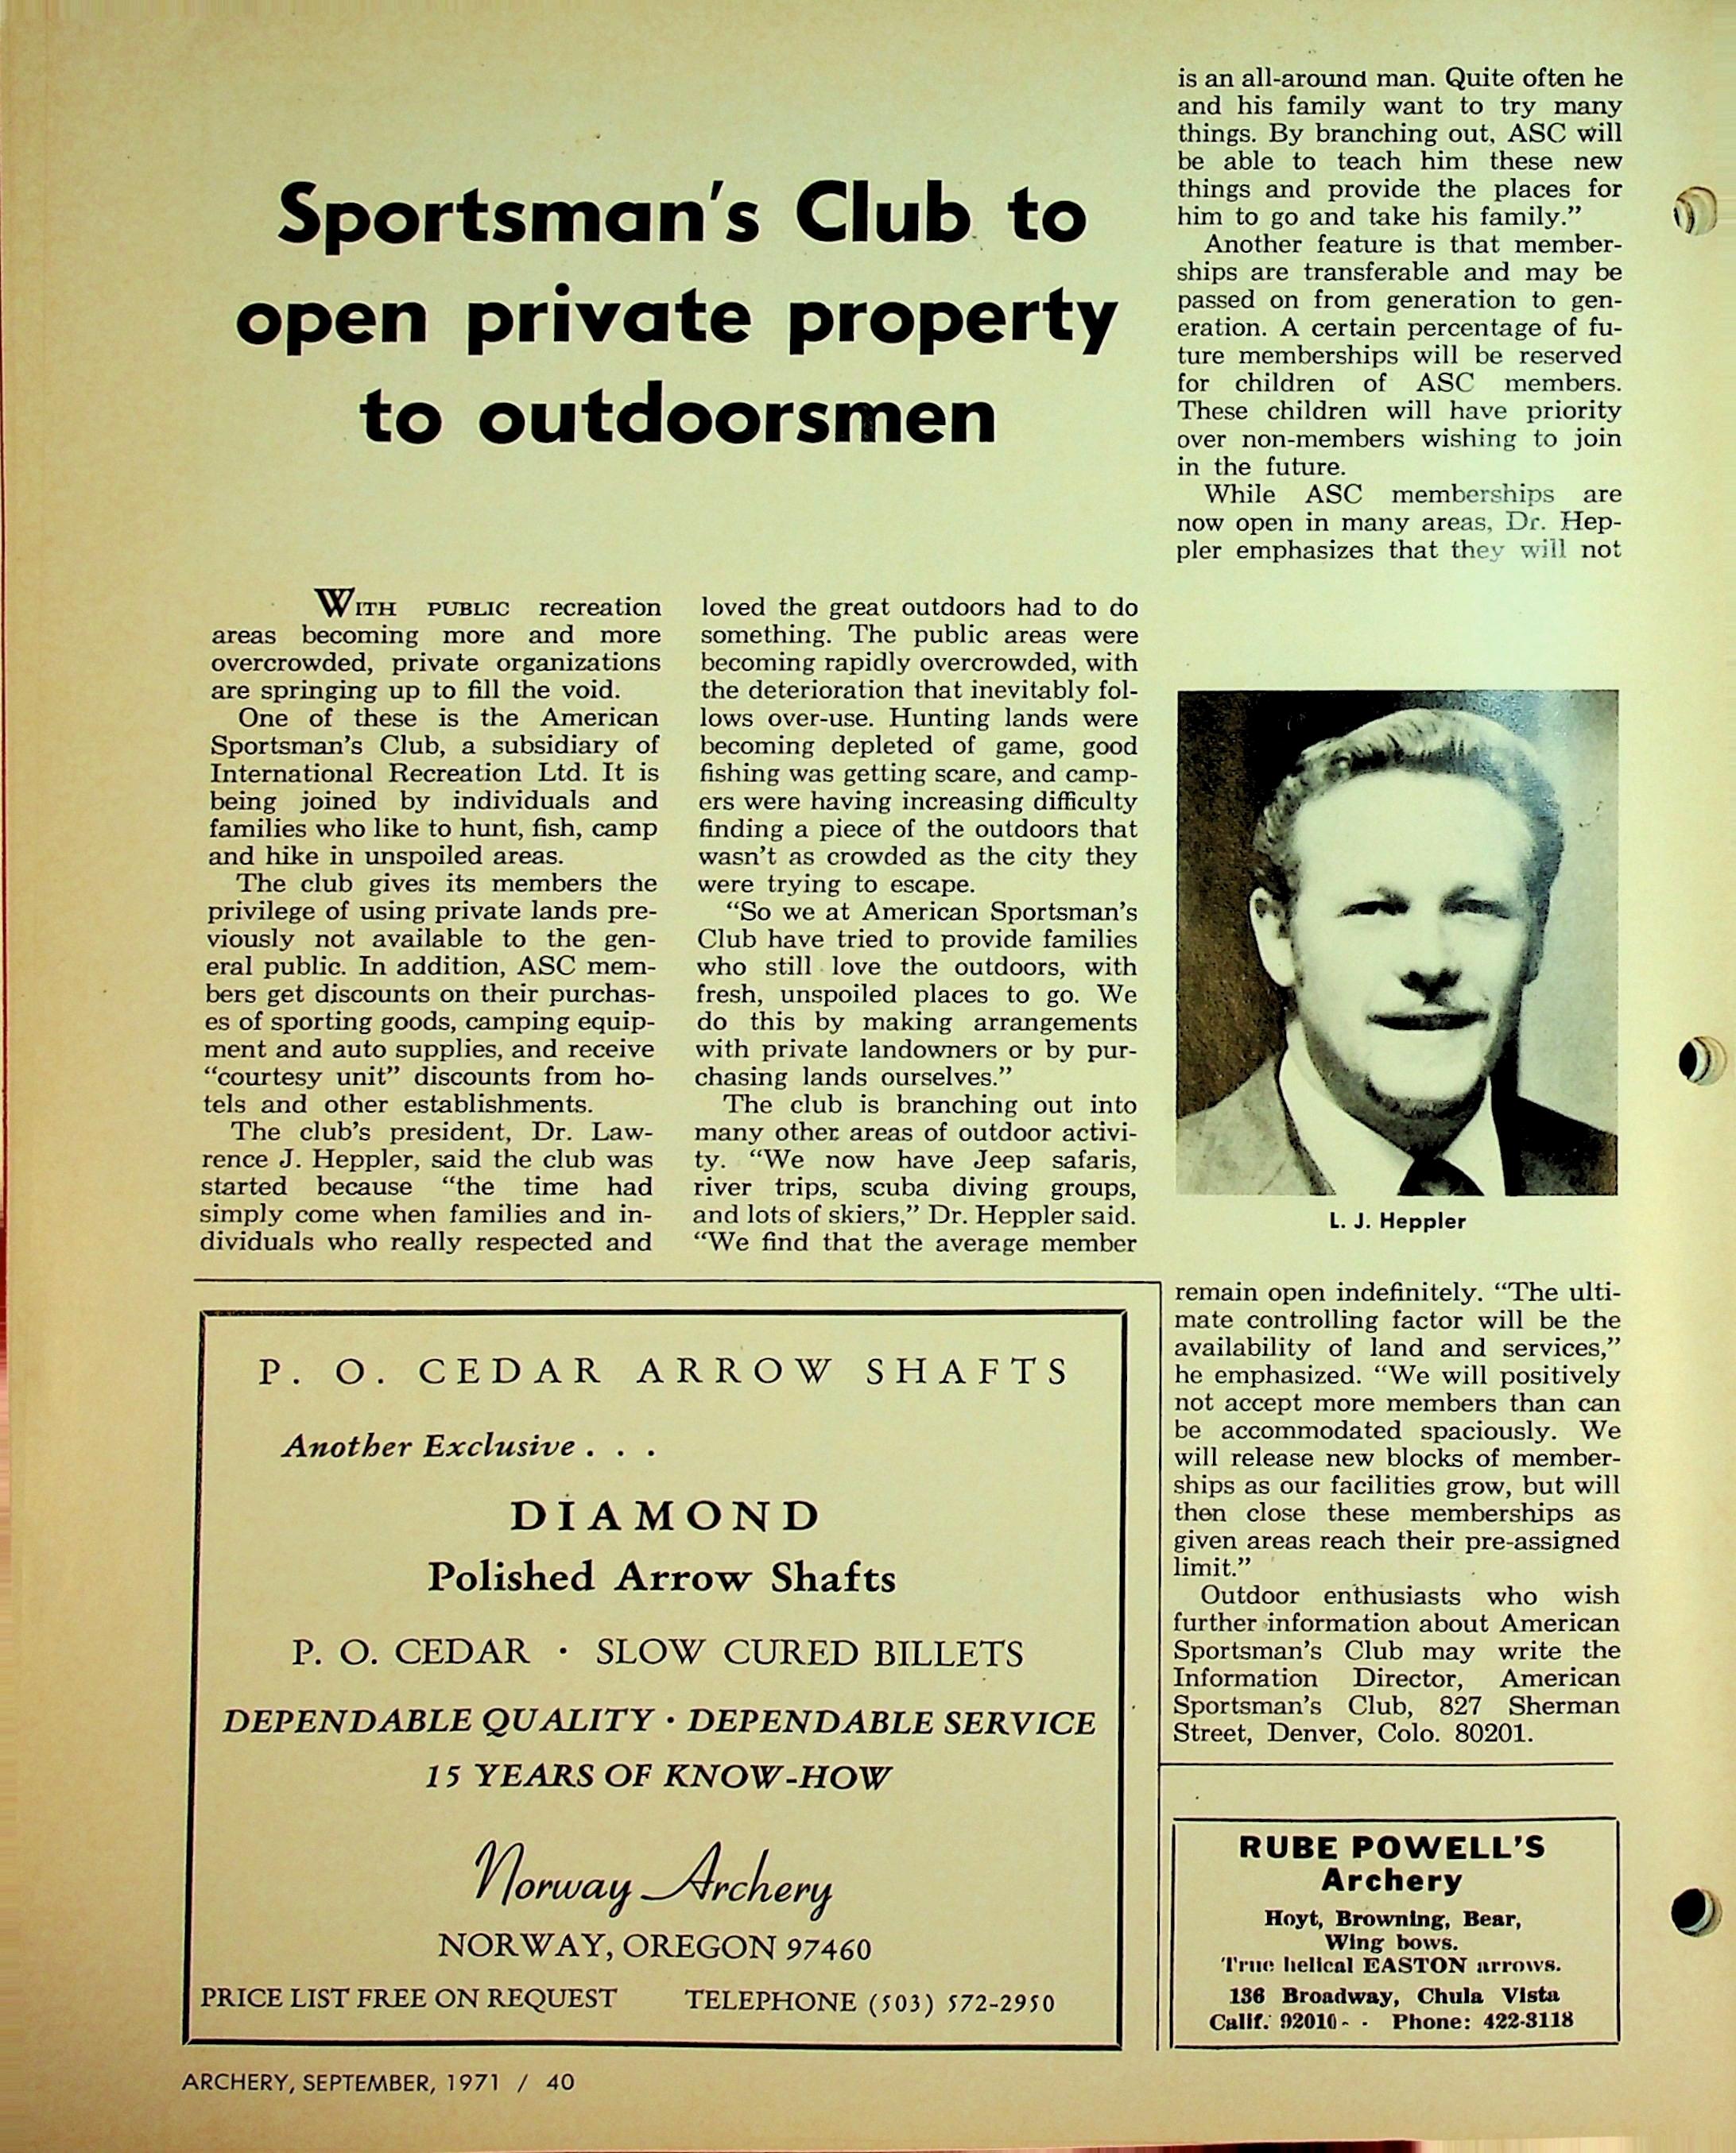 Sportsman's Club to
open private property
to outdoorsmen
WITH PUBLIC recreation
areas becoming more and more
overcrowded, private organizations
are springing up to fill the void.
One of these is the American
Sportsman's Club, a subsidiary of
International Recreation Ltd. It is
being joined by individuals and
families who like to hunt, fish, camp
and hike in unspoiled areas.
The club gives its members the
privilege of using private lands pre-
viously not available to the gen-
eral public. In addition, ASC mem-
bers get discounts on their purchas-
es of sporting goods, camping equip-
ment and auto supplies, and receive
“courtesy unit” discounts from ho-
tels and other establishments.
The club's president, Dr. Law-
rence J. Heppler, said the club was
started because “the time had
simply come when families and in-
dividuals who really respected and
loved the great outdoors had to do
something. The public areas were
becoming rapidly overcrowded, with
the deterioration that inevitably fol-
lows over-use. Hunting lands were
becoming depleted of game, good
fishing was getting scare, and camp-
ers were having increasing difficulty
finding a piece of the outdoors that
wasn't as crowded as the city they
were trying to escape.
“So we at American Sportsman's
Club have tried to provide families
who still love the outdoors, with
fresh, unspoiled places to go. We
do this by making arrangements
with private landowners or by pur-
chasing lands ourselves.”
The club is branching out into
many other areas of outdoor activi-
ty. “We now have Jeep safaris,
river trips, scuba diving groups,
and lots of skiers,” Dr. Heppler said.
“We find that the average member
is an all-around man. Quite often he
and his family want to try many
things. By branching out, ASC will
be able to teach him these new
things and provide the places for
him to go and take his family.”
Another feature is that member-
ships are transferable and may be
passed on from generation to gen-
eration. A certain percentage of fu-
ture memberships will be reserved
for children of ASC members.
These children will have priority
over non-members wishing to join
in the future.
While ASC memberships are
now open in many areas, Dr. Hep-
pler emphasizes that they will not
L. J. Heppler
remain open indefinitely. “The ulti-
mate controlling factor will be the
availability of land and services,”
he emphasized. “We will positively
not accept more members than can
be accommodated spaciously. We
will release new blocks of member-
ships as our facilities grow, but will
then close these memberships as
given areas reach their pre-assigned
limit.”
Outdoor enthusiasts who wish
further information about American
Sportsman's Club may write the
Information Director, American
Sportsman's Club, 827 Sherman
Street, Denver, Colo. 80201.
P. O. CEDAR ARROW SHAFTS
Another Exclusive . . .
DIAMOND
Polished Arrow Shafts
P. O. CEDAR · SLOW CURED BILLETS
DEPENDABLE QUALITY · DEPENDABLE SERVICE
15 YEARS OF KNOW-HOW
Norway Archery
NORWAY, OREGON 97460
PRICE LIST FREE ON REQUEST TELEPHONE (503) 572-2950
RUBE POWELL'S
Archery
Hoyt, Browning, Bear,
Wing bows.
True helical EASTON arrows.
136 Broadway, Chula Vista
Calif. 92010 - - Phone: 422-3118
ARCHERY, SEPTEMBER, 1971 / 40